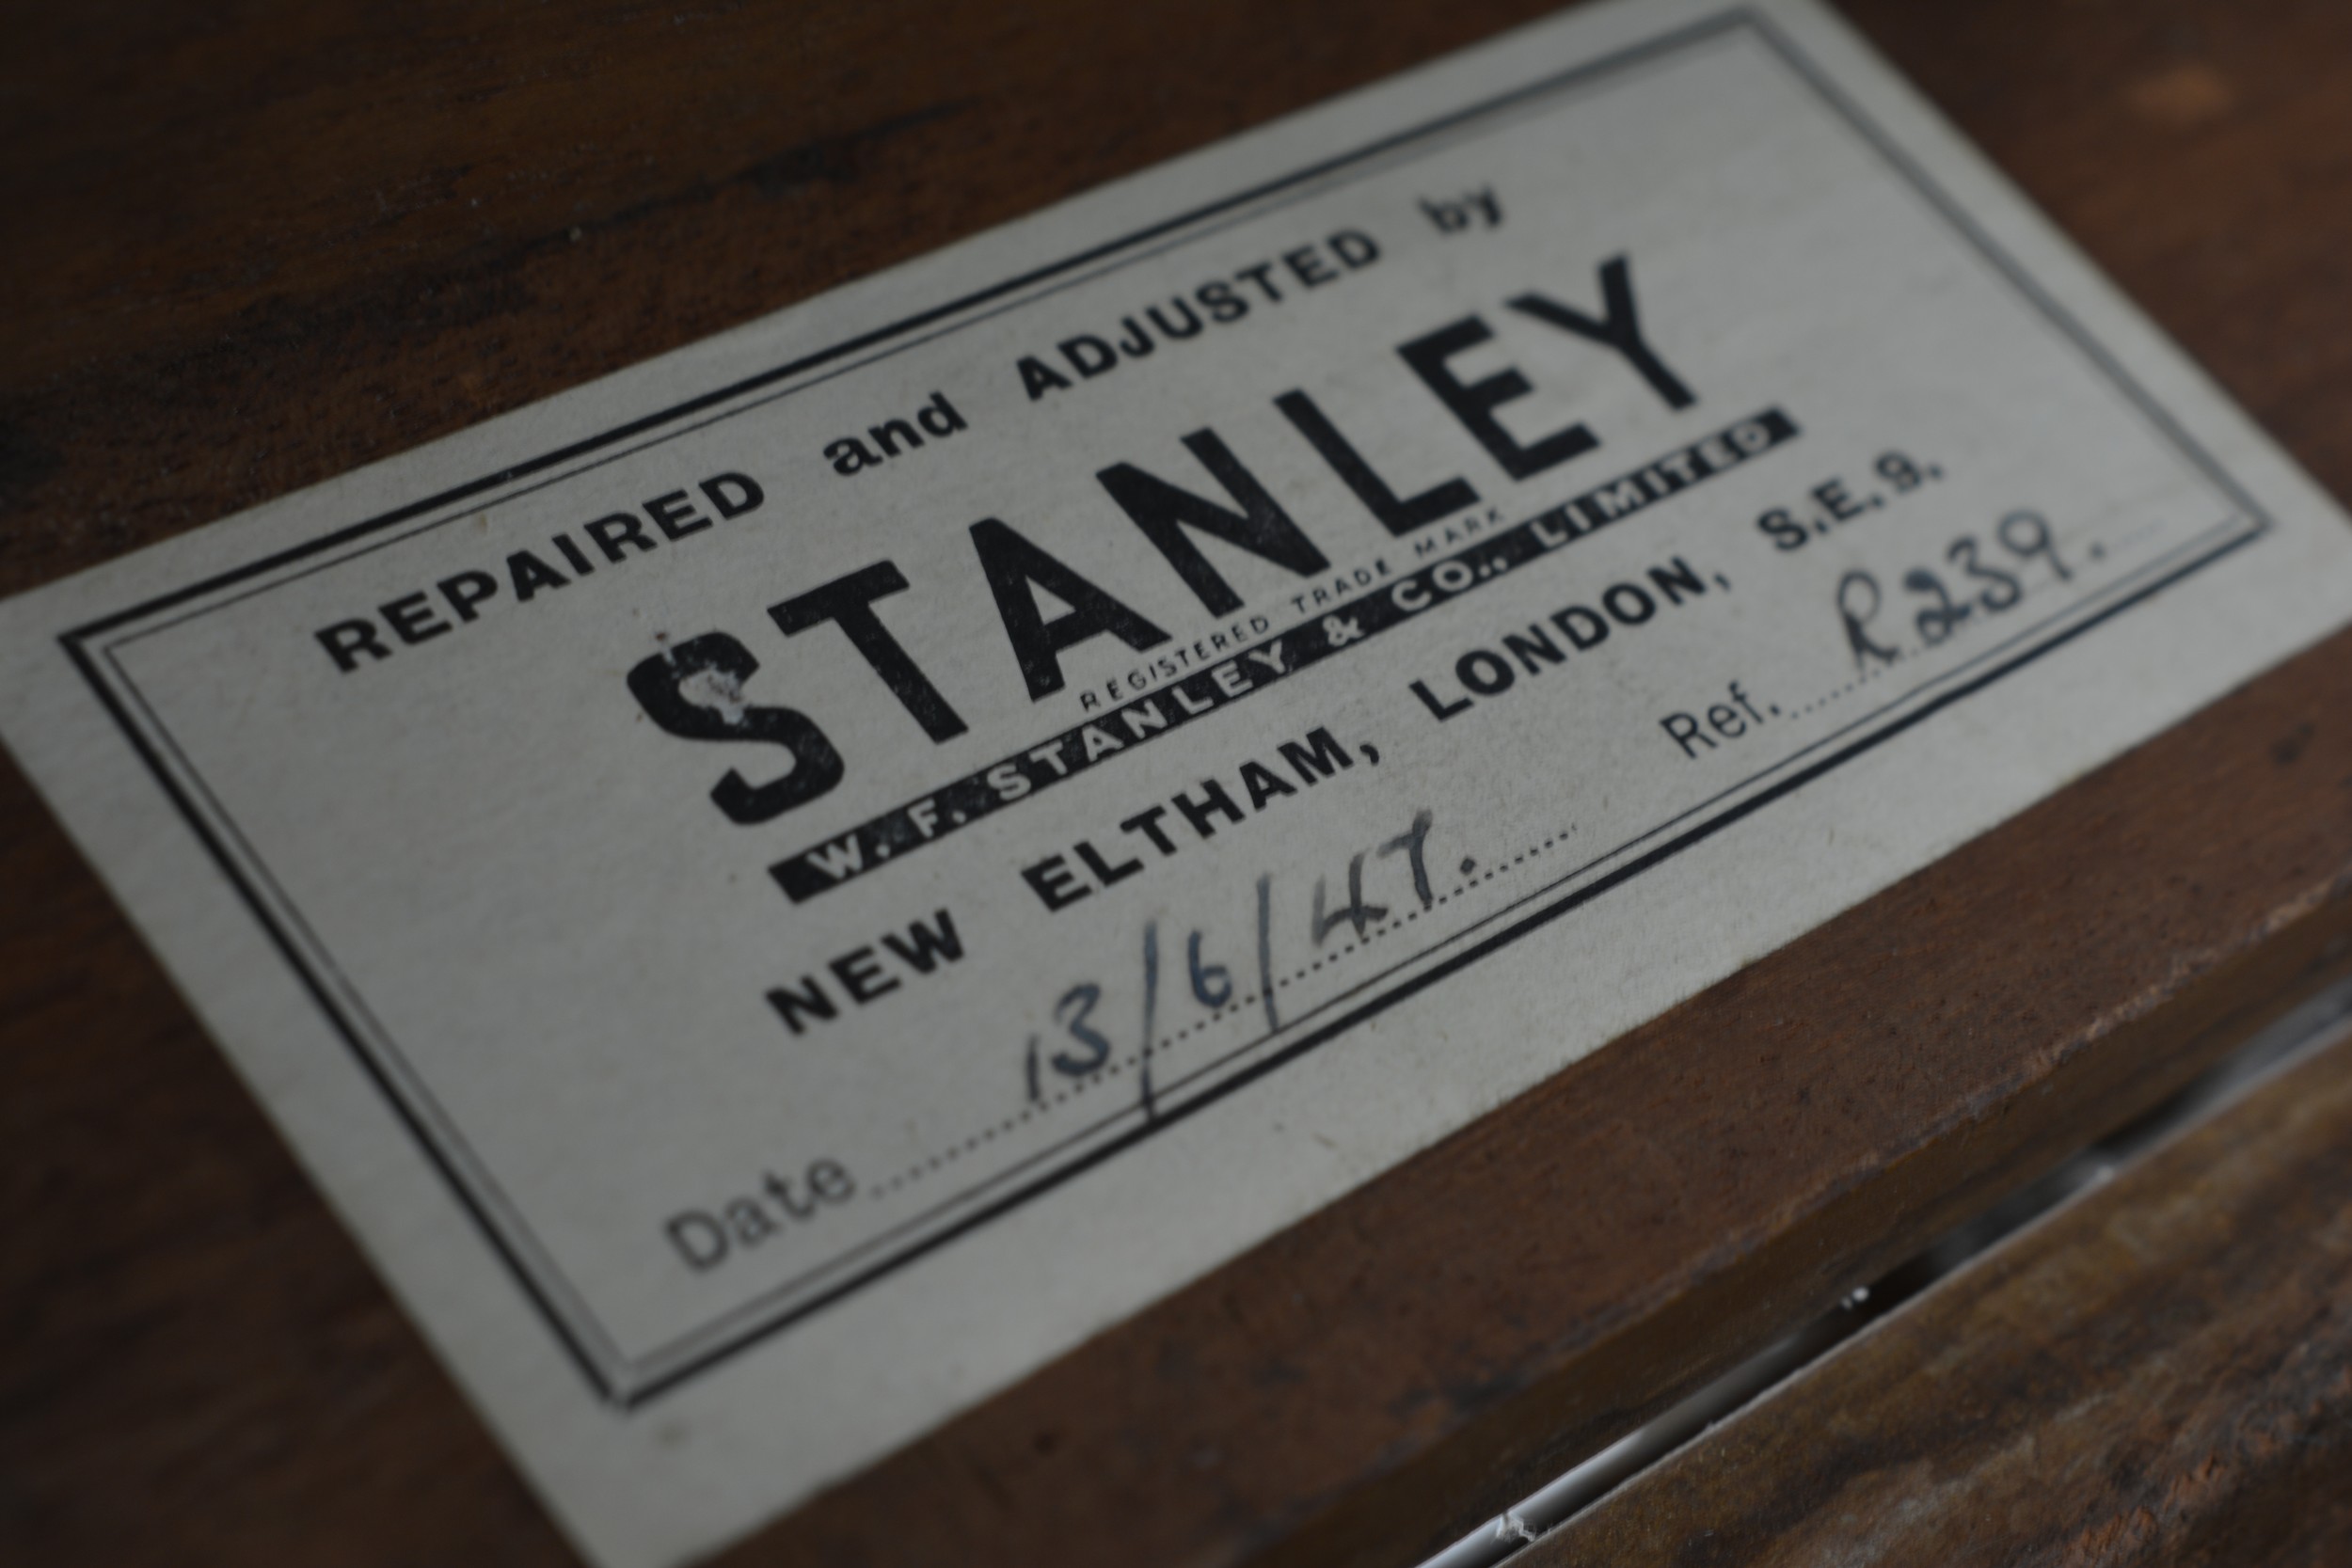 REPAIRED and ADJUSTED by
STANLEY
REGISTERED TRADE MARK
W. F. STANLEY & CO., LIMITED
NEW ELTHAM, LONDON, S.E.9.
Date 13/6/47. Ref. R239.